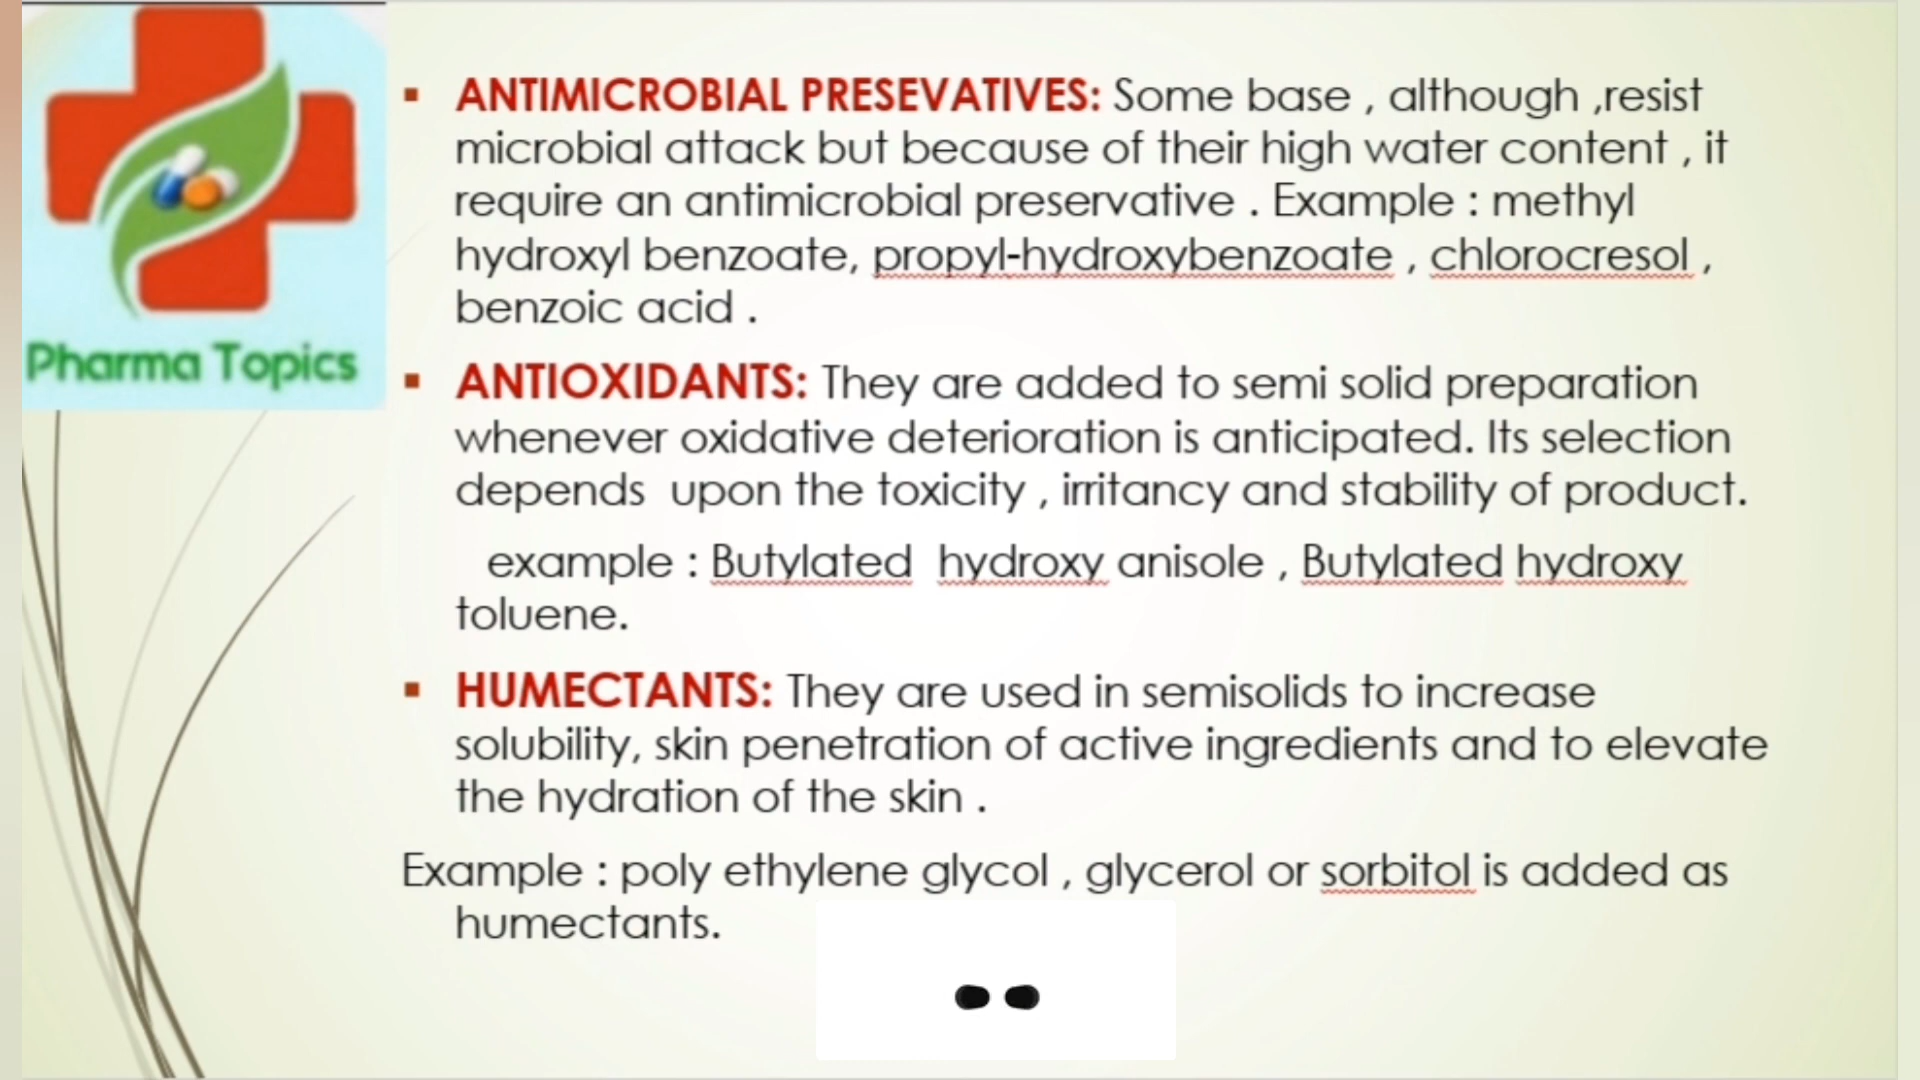 Pharma Topics
▪ ANTIMICROBIAL PRESEVATIVES: Some base , although ,resist
microbial attack but because of their high water content , it
require an antimicrobial preservative . Example : methyl
hydroxyl benzoate, propyl-hydroxybenzoate , chlorocresol ,
benzoic acid .
▪ ANTIOXIDANTS: They are added to semi solid preparation
whenever oxidative deterioration is anticipated. Its selection
depends  upon the toxicity , irritancy and stability of product.
example : Butylated  hydroxy anisole , Butylated hydroxy
toluene.
▪ HUMECTANTS: They are used in semisolids to increase
solubility, skin penetration of active ingredients and to elevate
the hydration of the skin .
Example : poly ethylene glycol , glycerol or sorbitol is added as
humectants.